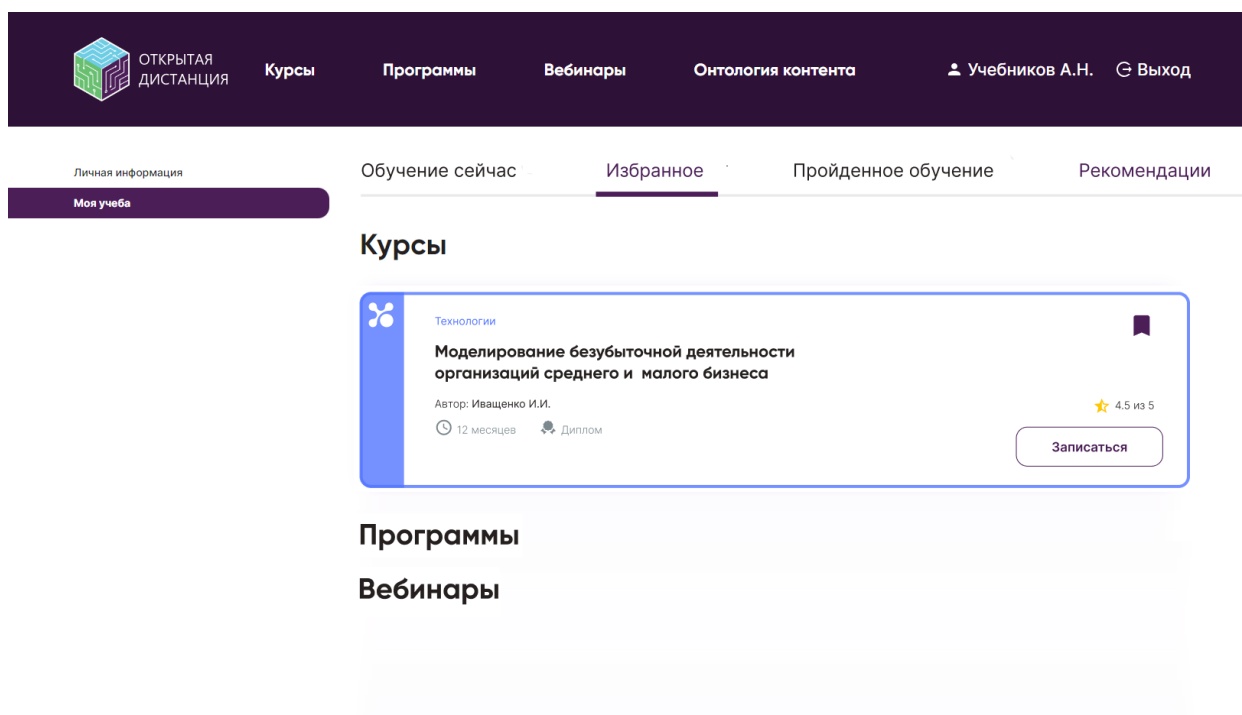 ОТКРЫТАЯ
ДИСТАНЦИЯ
Курсы Программы Вебинары Онтология контента Учебников А.Н. Выход
Личная информация
Моя учеба
Обучение сейчас Избранное Пройденное обучение Рекомендации
Курсы
Технологии
Моделирование безубыточной деятельности
организаций среднего и малого бизнеса
Автор: Иващенко И.И.
4.5 из 5
12 месяцев Диплом
Записаться
Программы
Вебинары